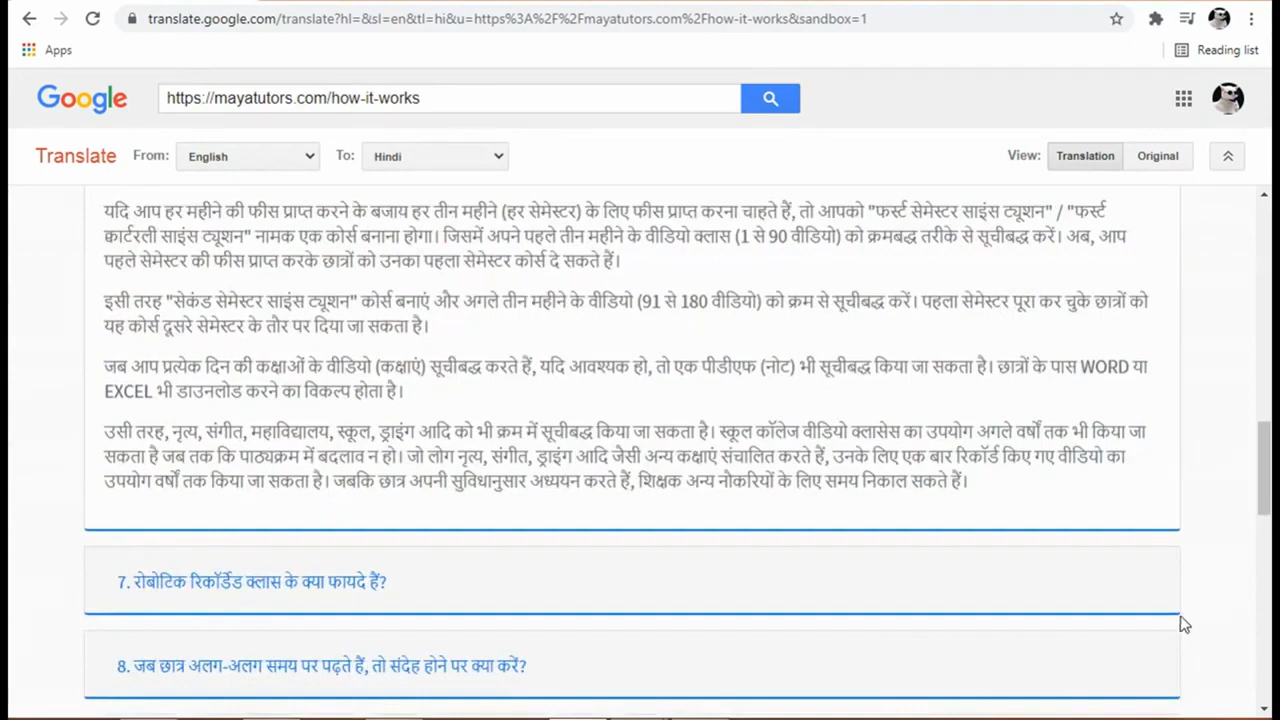 translate.google.com/translate?hl=&sl=en&tl=hi&u=https%3A%2F%2Fmayatutors.com%2Fhow-it-works&sandbox=1
Apps
Reading list
Google
https://mayatutors.com/how-it-works
Translate From: English To: Hindi View: Translation Original
यदि आप हर महीने की फीस प्राप्त करने के बजाय हर तीन महीने (हर सेमेस्टर) के लिए फीस प्राप्त करना चाहते हैं, तो आपको "फर्स्ट सेमेस्टर साइंस ट्यूशन" / "फर्स्ट
क्वार्टरली साइंस ट्यूशन" नामक एक कोर्स बनाना होगा। जिसमें अपने पहले तीन महीने के वीडियो क्लास (1 से 90 वीडियो) को क्रमबद्ध तरीके से सूचीबद्ध करें। अब, आप
पहले सेमेस्टर की फीस प्राप्त करके छात्रों को उनका पहला सेमेस्टर कोर्स दे सकते हैं।
इसी तरह "सेकंड सेमेस्टर साइंस ट्यूशन" कोर्स बनाएं और अगले तीन महीने के वीडियो (91 से 180 वीडियो) को क्रम से सूचीबद्ध करें। पहला सेमेस्टर पूरा कर चुके छात्रों को
यह कोर्स दूसरे सेमेस्टर के तौर पर दिया जा सकता है।
जब आप प्रत्येक दिन की कक्षाओं के वीडियो (कक्षाएं) सूचीबद्ध करते हैं, यदि आवश्यक हो, तो एक पीडीएफ (नोट) भी सूचीबद्ध किया जा सकता है। छात्रों के पास WORD या
EXCEL भी डाउनलोड करने का विकल्प होता है।
उसी तरह, नृत्य, संगीत, महाविद्यालय, स्कूल, ड्राइंग आदि को भी क्रम में सूचीबद्ध किया जा सकता है। स्कूल कॉलेज वीडियो क्लासेस का उपयोग अगले वर्षों तक भी किया जा
सकता है जब तक कि पाठ्यक्रम में बदलाव न हो। जो लोग नृत्य, संगीत, ड्राइंग आदि जैसी अन्य कक्षाएं संचालित करते हैं, उनके लिए एक बार रिकॉर्ड किए गए वीडियो का
उपयोग वर्षों तक किया जा सकता है। जबकि छात्र अपनी सुविधानुसार अध्ययन करते हैं, शिक्षक अन्य नौकरियों के लिए समय निकाल सकते हैं।
7. रोबोटिक रिकॉर्डेड क्लास के क्या फायदे हैं?
8. जब छात्र अलग-अलग समय पर पढ़ते हैं, तो संदेह होने पर क्या करें?